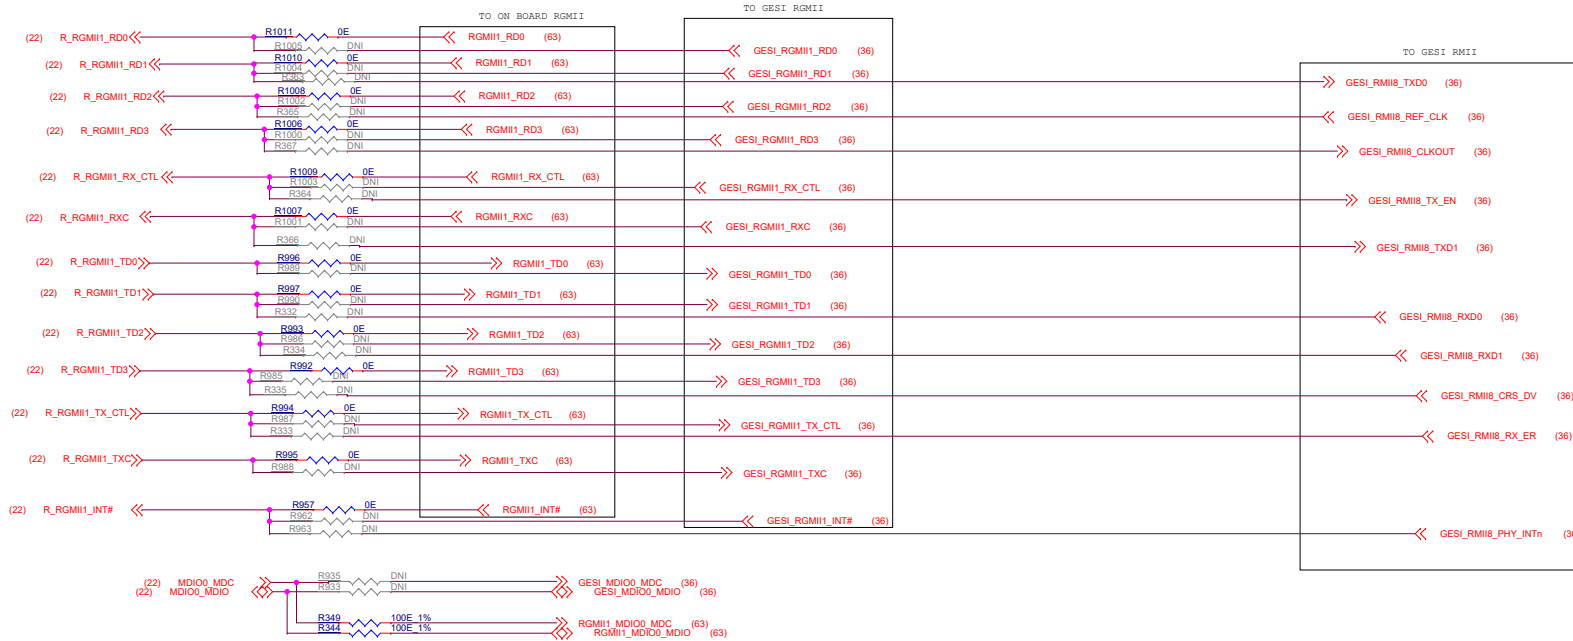 TO ON BOARD RGMII
TO GESI RGMII
TO GESI RMII
(22) R_RGMII1_RD0 R1011 0E RGMII1_RD0 (63)
R1005 DNI GESI_RGMII1_RD0 (36)
(22) R_RGMII1_RD1 R1010 0E RGMII1_RD1 (63)
R1004 DNI GESI_RGMII1_RD1 (36)
R363 DNI GESI_RMII8_TXD0 (36)
(22) R_RGMII1_RD2 R1008 0E RGMII1_RD2 (63)
R1002 DNI GESI_RGMII1_RD2 (36)
R365 DNI GESI_RMII8_REF_CLK (36)
(22) R_RGMII1_RD3 R1006 0E RGMII1_RD3 (63)
R1000 DNI GESI_RGMII1_RD3 (36)
R367 DNI GESI_RMII8_CLKOUT (36)
(22) R_RGMII1_RX_CTL R1009 0E RGMII1_RX_CTL (63)
R1003 DNI GESI_RGMII1_RX_CTL (36)
R364 DNI GESI_RMII8_TX_EN (36)
(22) R_RGMII1_RXC R1007 0E RGMII1_RXC (63)
R1001 DNI GESI_RGMII1_RXC (36)
R366 DNI GESI_RMII8_TXD1 (36)
(22) R_RGMII1_TD0 R996 0E RGMII1_TD0 (63)
R989 DNI GESI_RGMII1_TD0 (36)
(22) R_RGMII1_TD1 R997 0E RGMII1_TD1 (63)
R990 DNI GESI_RGMII1_TD1 (36)
R332 DNI GESI_RMII8_RXD0 (36)
(22) R_RGMII1_TD2 R993 0E RGMII1_TD2 (63)
R986 DNI GESI_RGMII1_TD2 (36)
R334 DNI GESI_RMII8_RXD1 (36)
(22) R_RGMII1_TD3 R992 0E RGMII1_TD3 (63)
R985 DNI GESI_RGMII1_TD3 (36)
R335 DNI GESI_RMII8_CRS_DV (36)
(22) R_RGMII1_TX_CTL R994 0E RGMII1_TX_CTL (63)
R987 DNI GESI_RGMII1_TX_CTL (36)
R333 DNI GESI_RMII8_RX_ER (36)
(22) R_RGMII1_TXC R995 0E RGMII1_TXC (63)
R988 DNI GESI_RGMII1_TXC (36)
(22) R_RGMII1_INT# R957 0E RGMII1_INT# (63)
R962 DNI GESI_RGMII1_INT# (36)
R963 DNI GESI_RMII8_PHY_INTn
(22) MDIO0_MDC R935 DNI GESI_MDIO0_MDC (36)
(22) MDIO0_MDIO R933 DNI GESI_MDIO0_MDIO (36)
R349 100E_1% RGMII1_MDIO0_MDC (63)
R344 100E_1% RGMII1_MDIO0_MDIO (63)